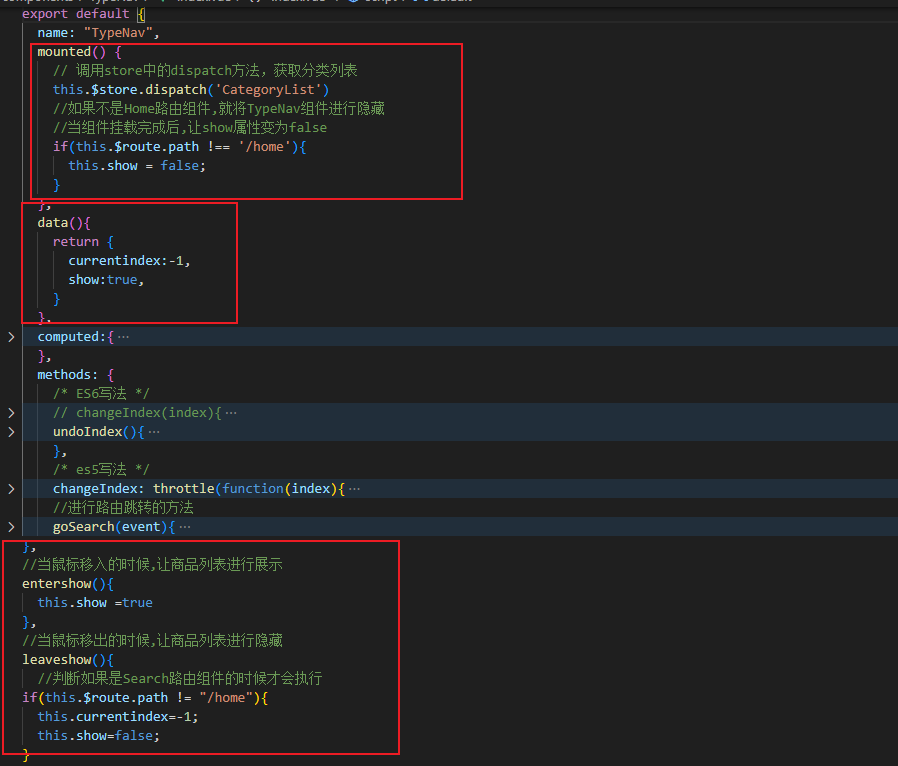 export default {
name: "TypeNav",
mounted() {
// 调用store中的dispatch方法，获取分类列表
this.$store.dispatch('CategoryList')
//如果不是Home路由组件,就将TypeNav组件进行隐藏
//当组件挂载完成后,让show属性变为false
if(this.$route.path !== '/home'){
this.show = false;
}
},
data(){
return {
currentindex:-1,
show:true,
}
},
computed:{ ···
},
methods: {
/* ES6写法 */
// changeIndex(index){ ···
undoIndex(){ ···
},
/* es5写法 */
changeIndex: throttle(function(index){ ···
//进行路由跳转的方法
goSearch(event){ ···
},
//当鼠标移入的时候,让商品列表进行展示
entershow(){
this.show =true
},
//当鼠标移出的时候,让商品列表进行隐藏
leaveshow(){
//判断如果是Search路由组件的时候才会执行
if(this.$route.path != "/home"){
this.currentindex=-1;
this.show=false;
}